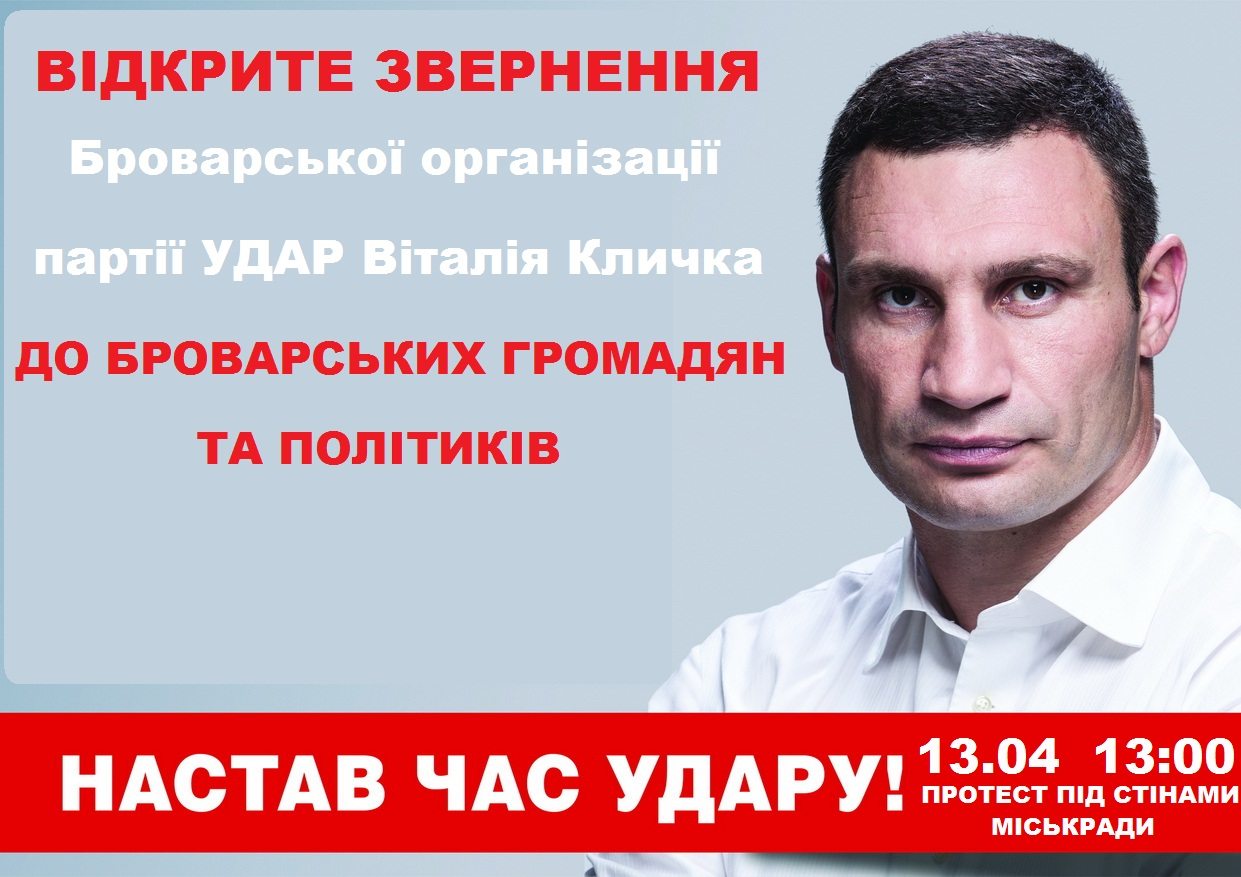 ВІДКРИТЕ ЗВЕРНЕННЯ
Броварської організації
партії УДАР Віталія Кличка
ДО БРОВАРСЬКИХ ГРОМАДЯН
ТА ПОЛІТИКІВ
НАСТАВ ЧАС УДАРУ!
13.04 13:00
ПРОТЕСТ ПІД СТІНАМИ
МІСЬКРАДИ